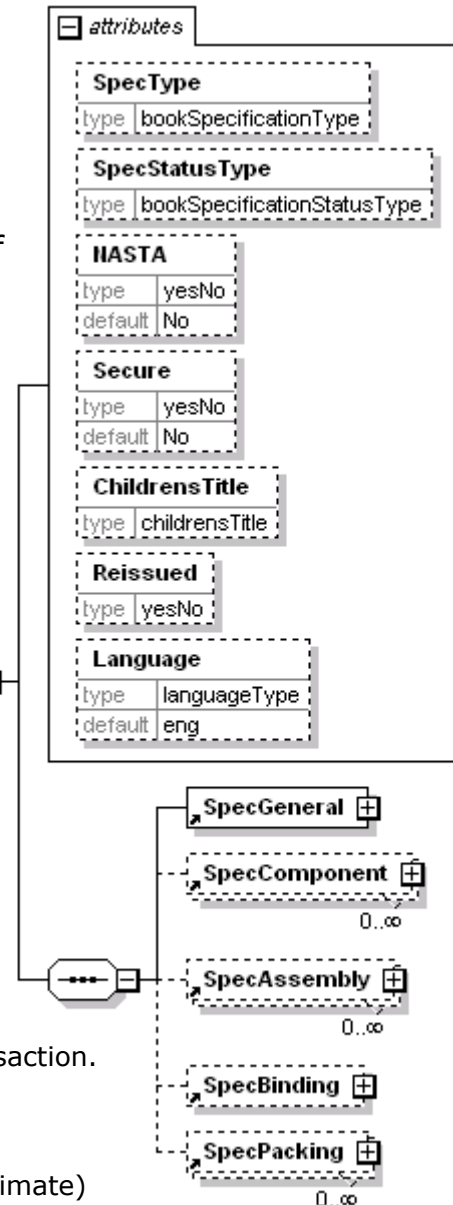 attributes
SpecType
type bookSpecificationType
SpecStatusType
type bookSpecificationStatusType
f
NASTA
type yesNo
default No
Secure
type yesNo
default No
ChildrensTitle
type childrensTitle
Reissued
type yesNo
Language
type languageType
default eng
SpecGeneral
SpecComponent
0..∞
SpecAssembly
0..∞
saction.
SpecBinding
SpecPacking
imate)
0..∞